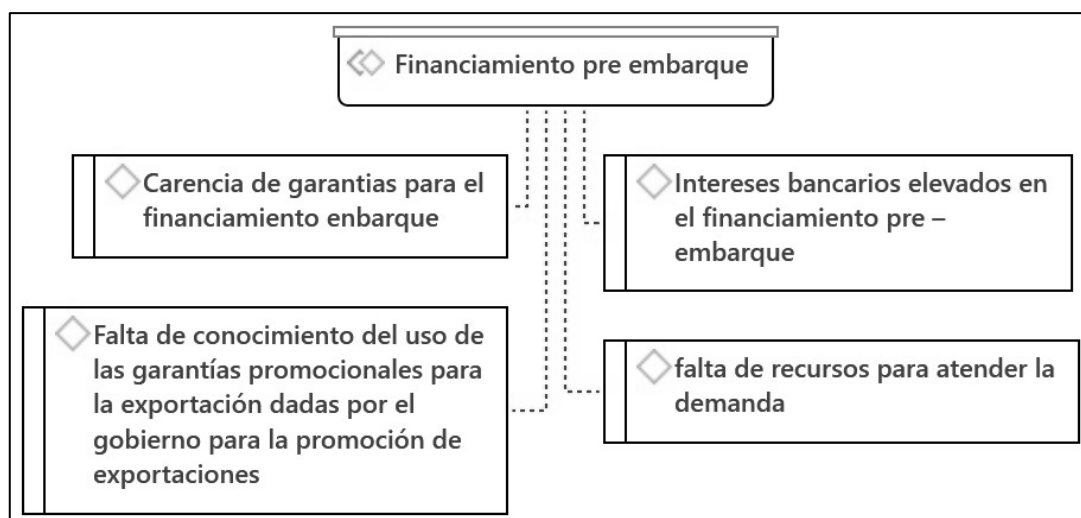 Financiamiento pre embarque
Carencia de garantias para el
financiamiento enbarque
Intereses bancarios elevados en
el financiamiento pre –
embarque
Falta de conocimiento del uso de
las garantías promocionales para
la exportación dadas por el
gobierno para la promoción de
exportaciones
falta de recursos para atender la
demanda